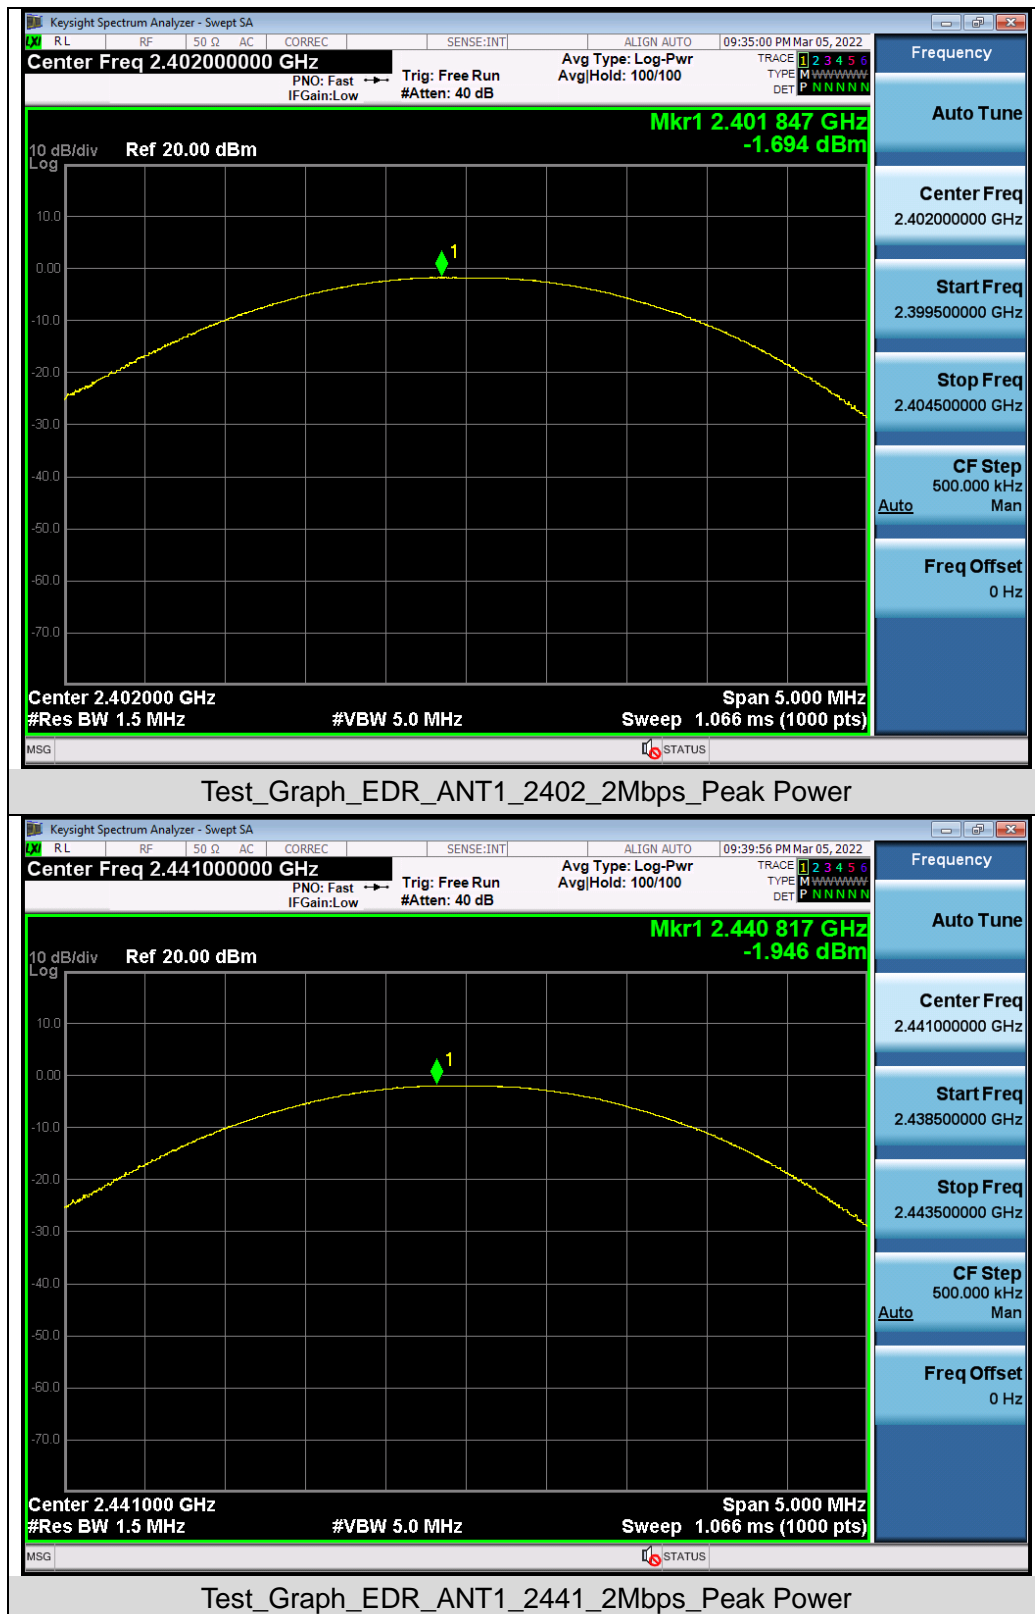 Keysight Spectrum Analyzer - Swept SA
LXI RL RF 50 Ω AC CORREC SENSE:INT ALIGN AUTO 09:35:00 PM Mar 05, 2022
Center Freq 2.402000000 GHz
PNO: Fast
IFGain:Low
Trig: Free Run
#Atten: 40 dB
Avg Type: Log-Pwr
Avg|Hold: 100/100
TRACE 1 2 3 4 5 6
TYPE M W W W W W
DET P N N N N N
Mkr1 2.401 847 GHz
-1.694 dBm
10 dB/div Ref 20.00 dBm
Log
10.0
1
0.00
-10.0
-20.0
-30.0
-40.0
-50.0
-60.0
-70.0
Center 2.402000 GHz Span 5.000 MHz
#Res BW 1.5 MHz #VBW 5.0 MHz Sweep 1.066 ms (1000 pts)
MSG STATUS
Frequency
Auto Tune
Center Freq
2.402000000 GHz
Start Freq
2.399500000 GHz
Stop Freq
2.404500000 GHz
CF Step
500.000 kHz
Auto Man
Freq Offset
0 Hz
Test_Graph_EDR_ANT1_2402_2Mbps_Peak Power
Keysight Spectrum Analyzer - Swept SA
LXI RL RF 50 Ω AC CORREC SENSE:INT ALIGN AUTO 09:39:56 PM Mar 05, 2022
Center Freq 2.441000000 GHz
PNO: Fast
IFGain:Low
Trig: Free Run
#Atten: 40 dB
Avg Type: Log-Pwr
Avg|Hold: 100/100
TRACE 1 2 3 4 5 6
TYPE M W W W W W
DET P N N N N N
Mkr1 2.440 817 GHz
-1.946 dBm
10 dB/div Ref 20.00 dBm
Log
10.0
1
0.00
-10.0
-20.0
-30.0
-40.0
-50.0
-60.0
-70.0
Center 2.441000 GHz Span 5.000 MHz
#Res BW 1.5 MHz #VBW 5.0 MHz Sweep 1.066 ms (1000 pts)
MSG STATUS
Frequency
Auto Tune
Center Freq
2.441000000 GHz
Start Freq
2.438500000 GHz
Stop Freq
2.443500000 GHz
CF Step
500.000 kHz
Auto Man
Freq Offset
0 Hz
Test_Graph_EDR_ANT1_2441_2Mbps_Peak Power